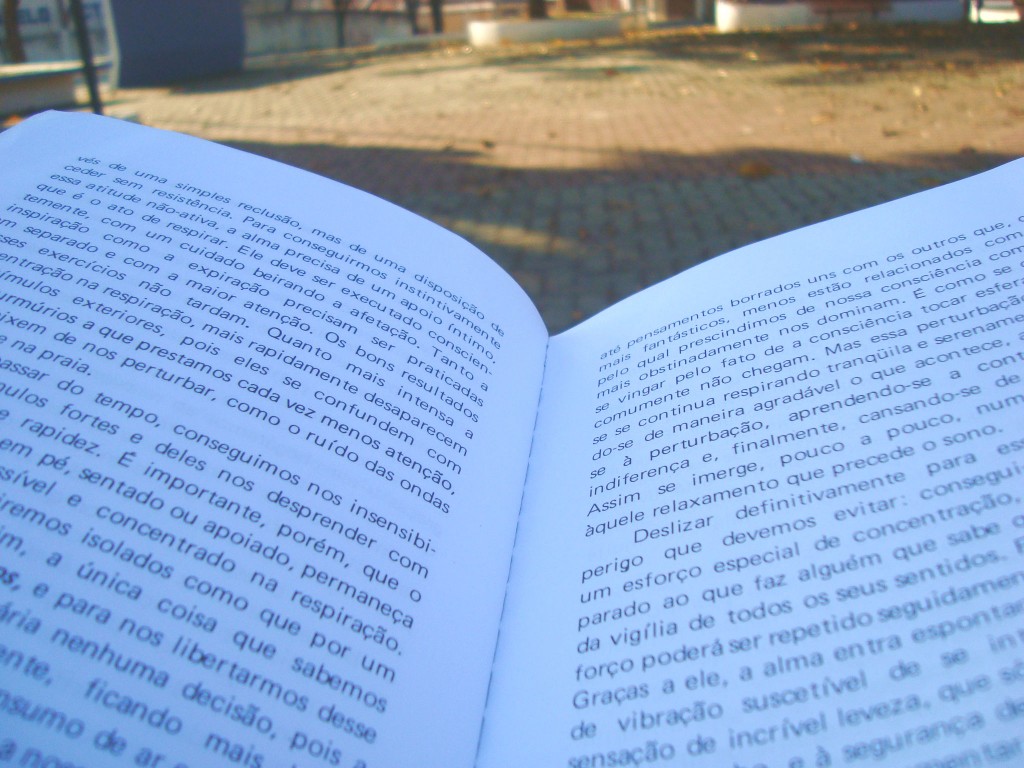 vés de uma simples reclusão, mas de uma disposição de
ceder sem resistência. Para conseguirmos instintivamente
essa atitude não-ativa, a alma precisa de um apoio íntimo,
que é o ato de respirar. Ele deve ser executado conscien-
temente, com um cuidado beirando a afetação. Tanto a
inspiração como a expiração precisam ser praticadas
em separado e com a maior atenção. Os bons resultados
exercícios não tardam. Quanto mais intensa a
na respiração, mais rapidamente desaparecem
exteriores, pois eles se confundem com
a que prestamos cada vez menos atenção,
de nos perturbar, como o ruído das ondas
na praia.
do tempo, conseguimos nos insensibi-
fortes e deles nos desprender com
rapidez. É importante, porém, que o
em pé, sentado ou apoiado, permaneça
e concentrado na respiração.
isolados como que por um
a única coisa que sabemos
e para nos libertarmos desse
nenhuma decisão, pois a
ficando mais
de ar
até pensamentos borrados uns com os outros que,
mais fantásticos, menos estão relacionados com
pelo qual prescindimos de nossa consciência com
mais obstinadamente nos dominam. É como se
se vingar pelo fato de a consciência tocar
comumente não chegam. Mas essa perturbação
se se continua respirando tranqüila e serenamente
do-se de maneira agradável o que acontece,
se à perturbação, aprendendo-se a
indiferença e, finalmente, cansando-se de
Assim se imerge, pouco a pouco,
àquele relaxamento que precede o sono.
Deslizar definitivamente para
perigo que devemos evitar:
um esforço especial de concentração,
parado ao que faz alguém que sabe
da vigília de todos os seus sentidos.
forço poderá ser repetido
Graças a ele, a alma entra
de vibração suscetível de se
sensação de incrível leveza, que só
e à segurança